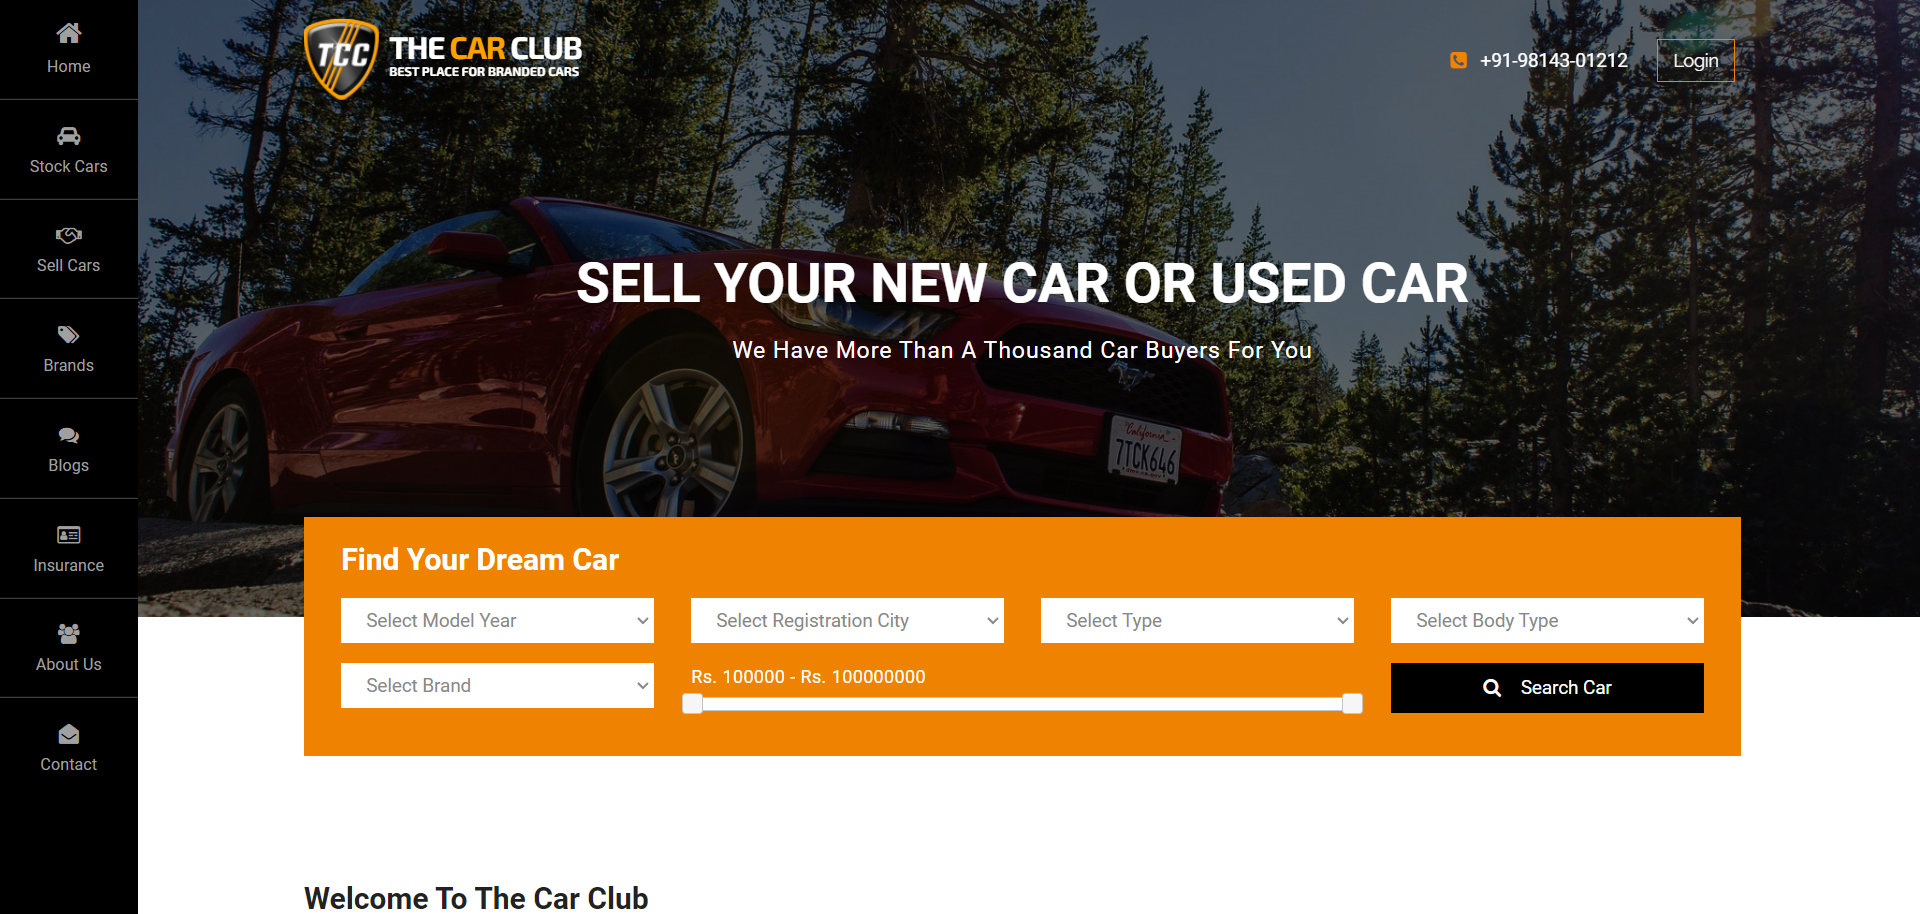 Home
Stock Cars
Sell Cars
Brands
Blogs
Insurance
About Us
Contact
TCC
THE CAR CLUB
BEST PLACE FOR BRANDED CARS
+91-98143-01212
Login
SELL YOUR NEW CAR OR USED CAR
We Have More Than A Thousand Car Buyers For You
California
7TCK646
Find Your Dream Car
Select Model Year
Select Registration City
Select Type
Select Body Type
Select Brand
Rs. 100000 - Rs. 100000000
Search Car
Welcome To The Car Club